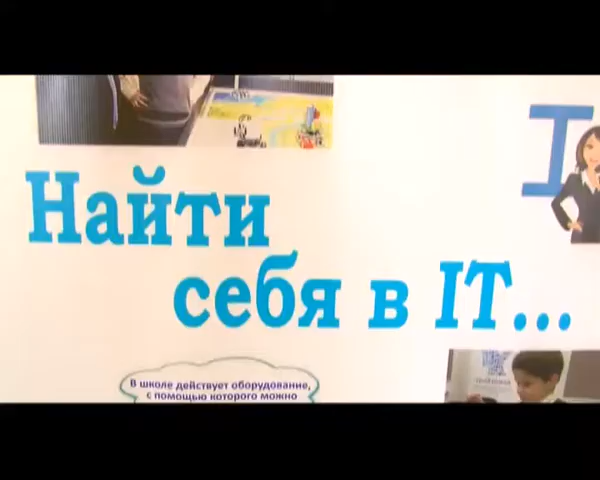 I
Найти
себя в IT...
В школе действует оборудование,
с помощью которого можно